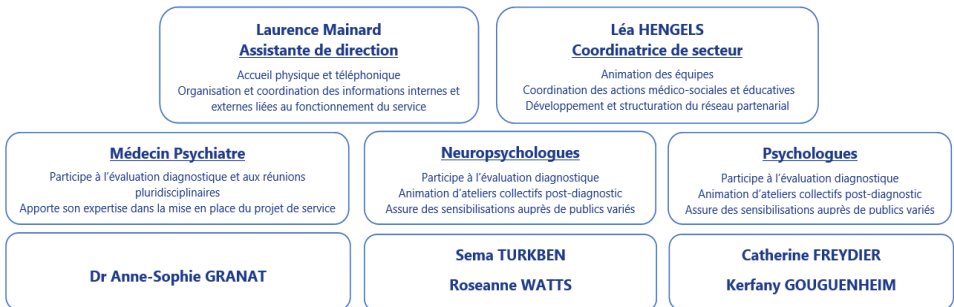 Laurence Mainard
Assistante de direction
Accueil physique et téléphonique
Organisation et coordination des informations internes et
externes liées au fonctionnement du service
Léa HENGELS
Coordinatrice de secteur
Animation des équipes
Coordination des actions médico-sociales et éducatives
Développement et structuration du réseau partenarial
Médecin Psychiatre
Participe à l'évaluation diagnostique et aux réunions
pluridisciplinaires
Apporte son expertise dans la mise en place du projet de service
Neuropsychologues
Participe à l'évaluation diagnostique
Animation d'ateliers collectifs post-diagnostic
Assure des sensibilisations auprès de publics variés
Psychologues
Participe à l'évaluation diagnostique
Animation d'ateliers collectifs post-diagnostic
Assure des sensibilisations auprès de publics variés
Dr Anne-Sophie GRANAT
Sema TURKBEN
Roseanne WATTS
Catherine FREYDIER
Kerfany GOUGUENHEIM